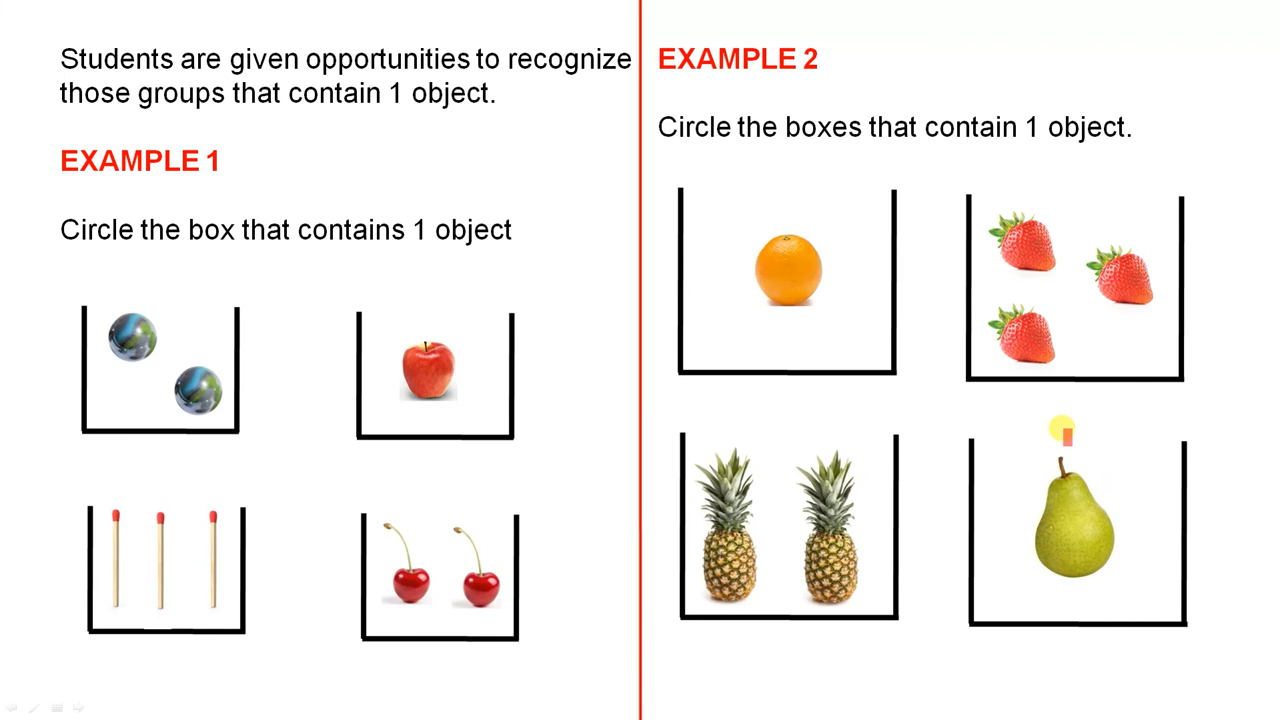 Students are given opportunities to recognize
those groups that contain 1 object.
EXAMPLE 1
Circle the box that contains 1 object
EXAMPLE 2
Circle the boxes that contain 1 object.